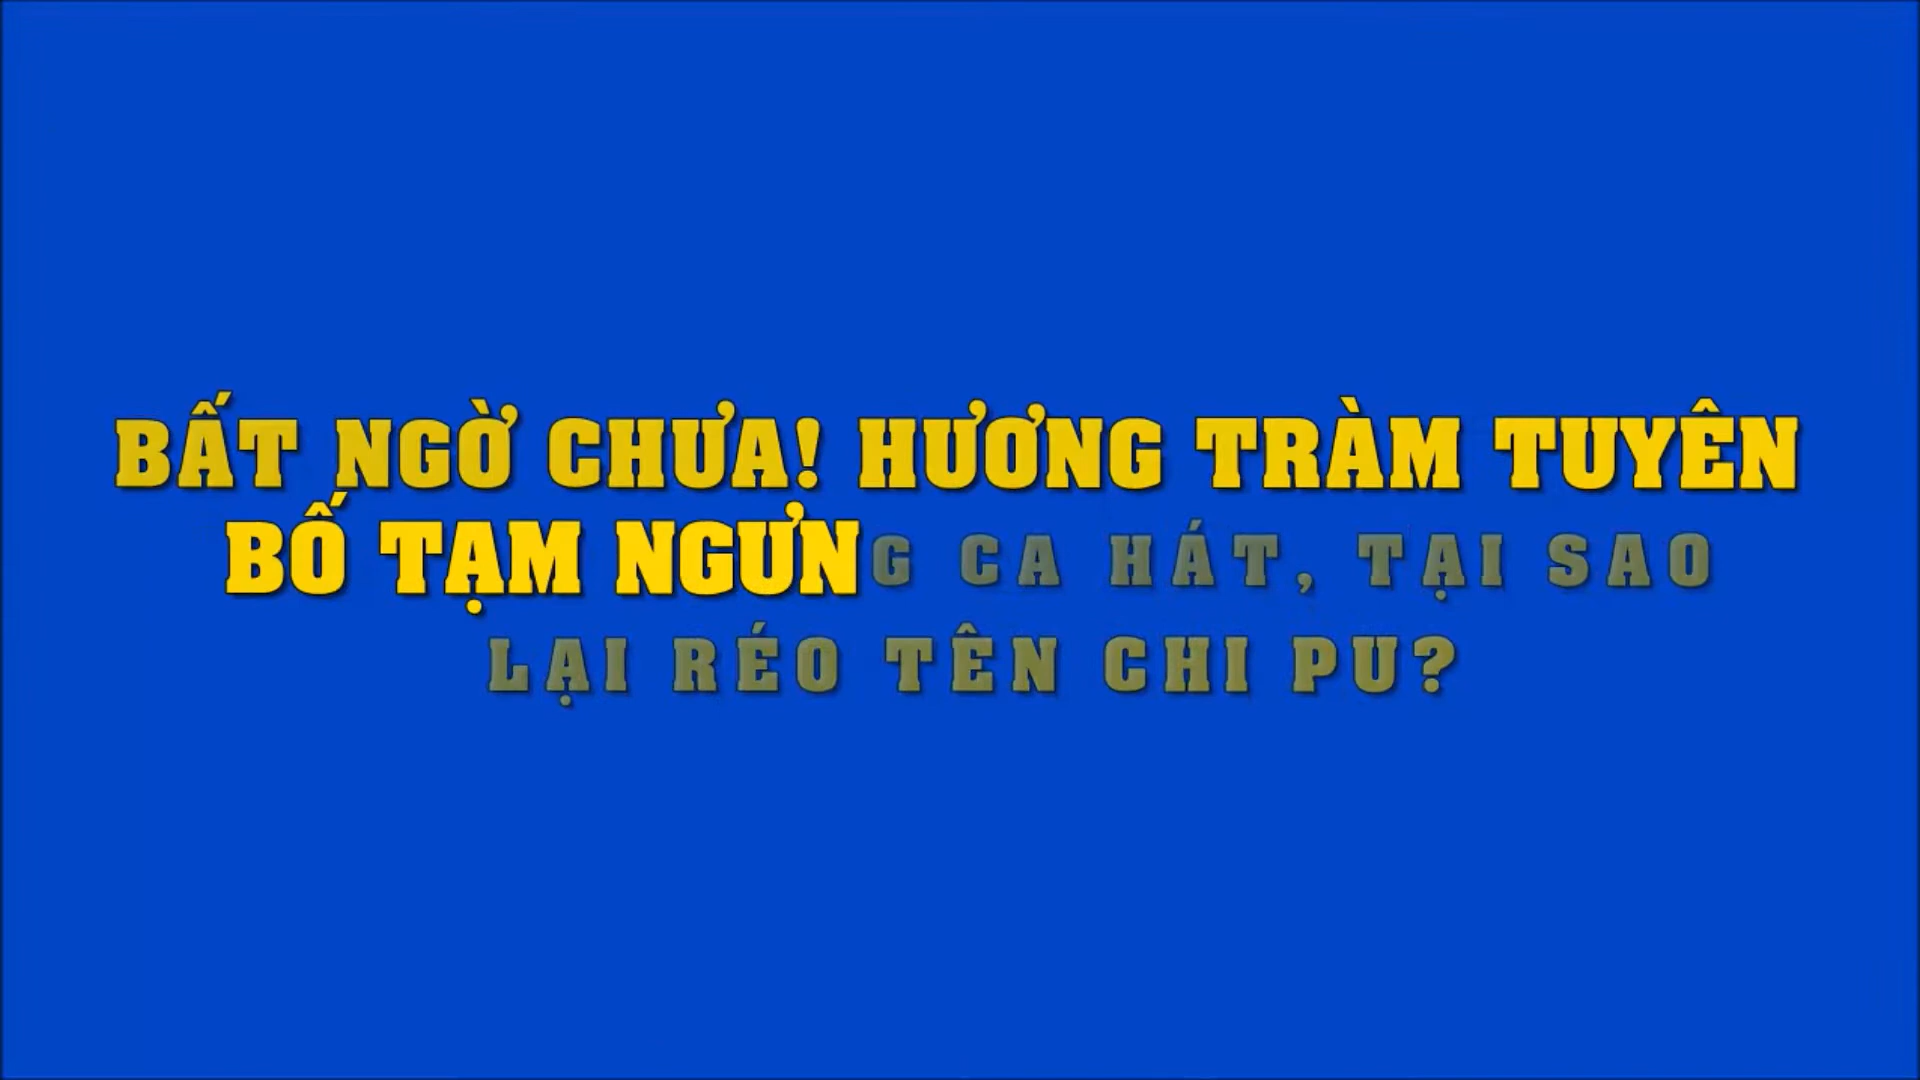 BẤT NGỜ CHƯA! HƯƠNG TRÀM TUYÊN
BỐ TẠM NGƯNG CA HÁT, TẠI SAO
LẠI RÉO TÊN CHI PU?